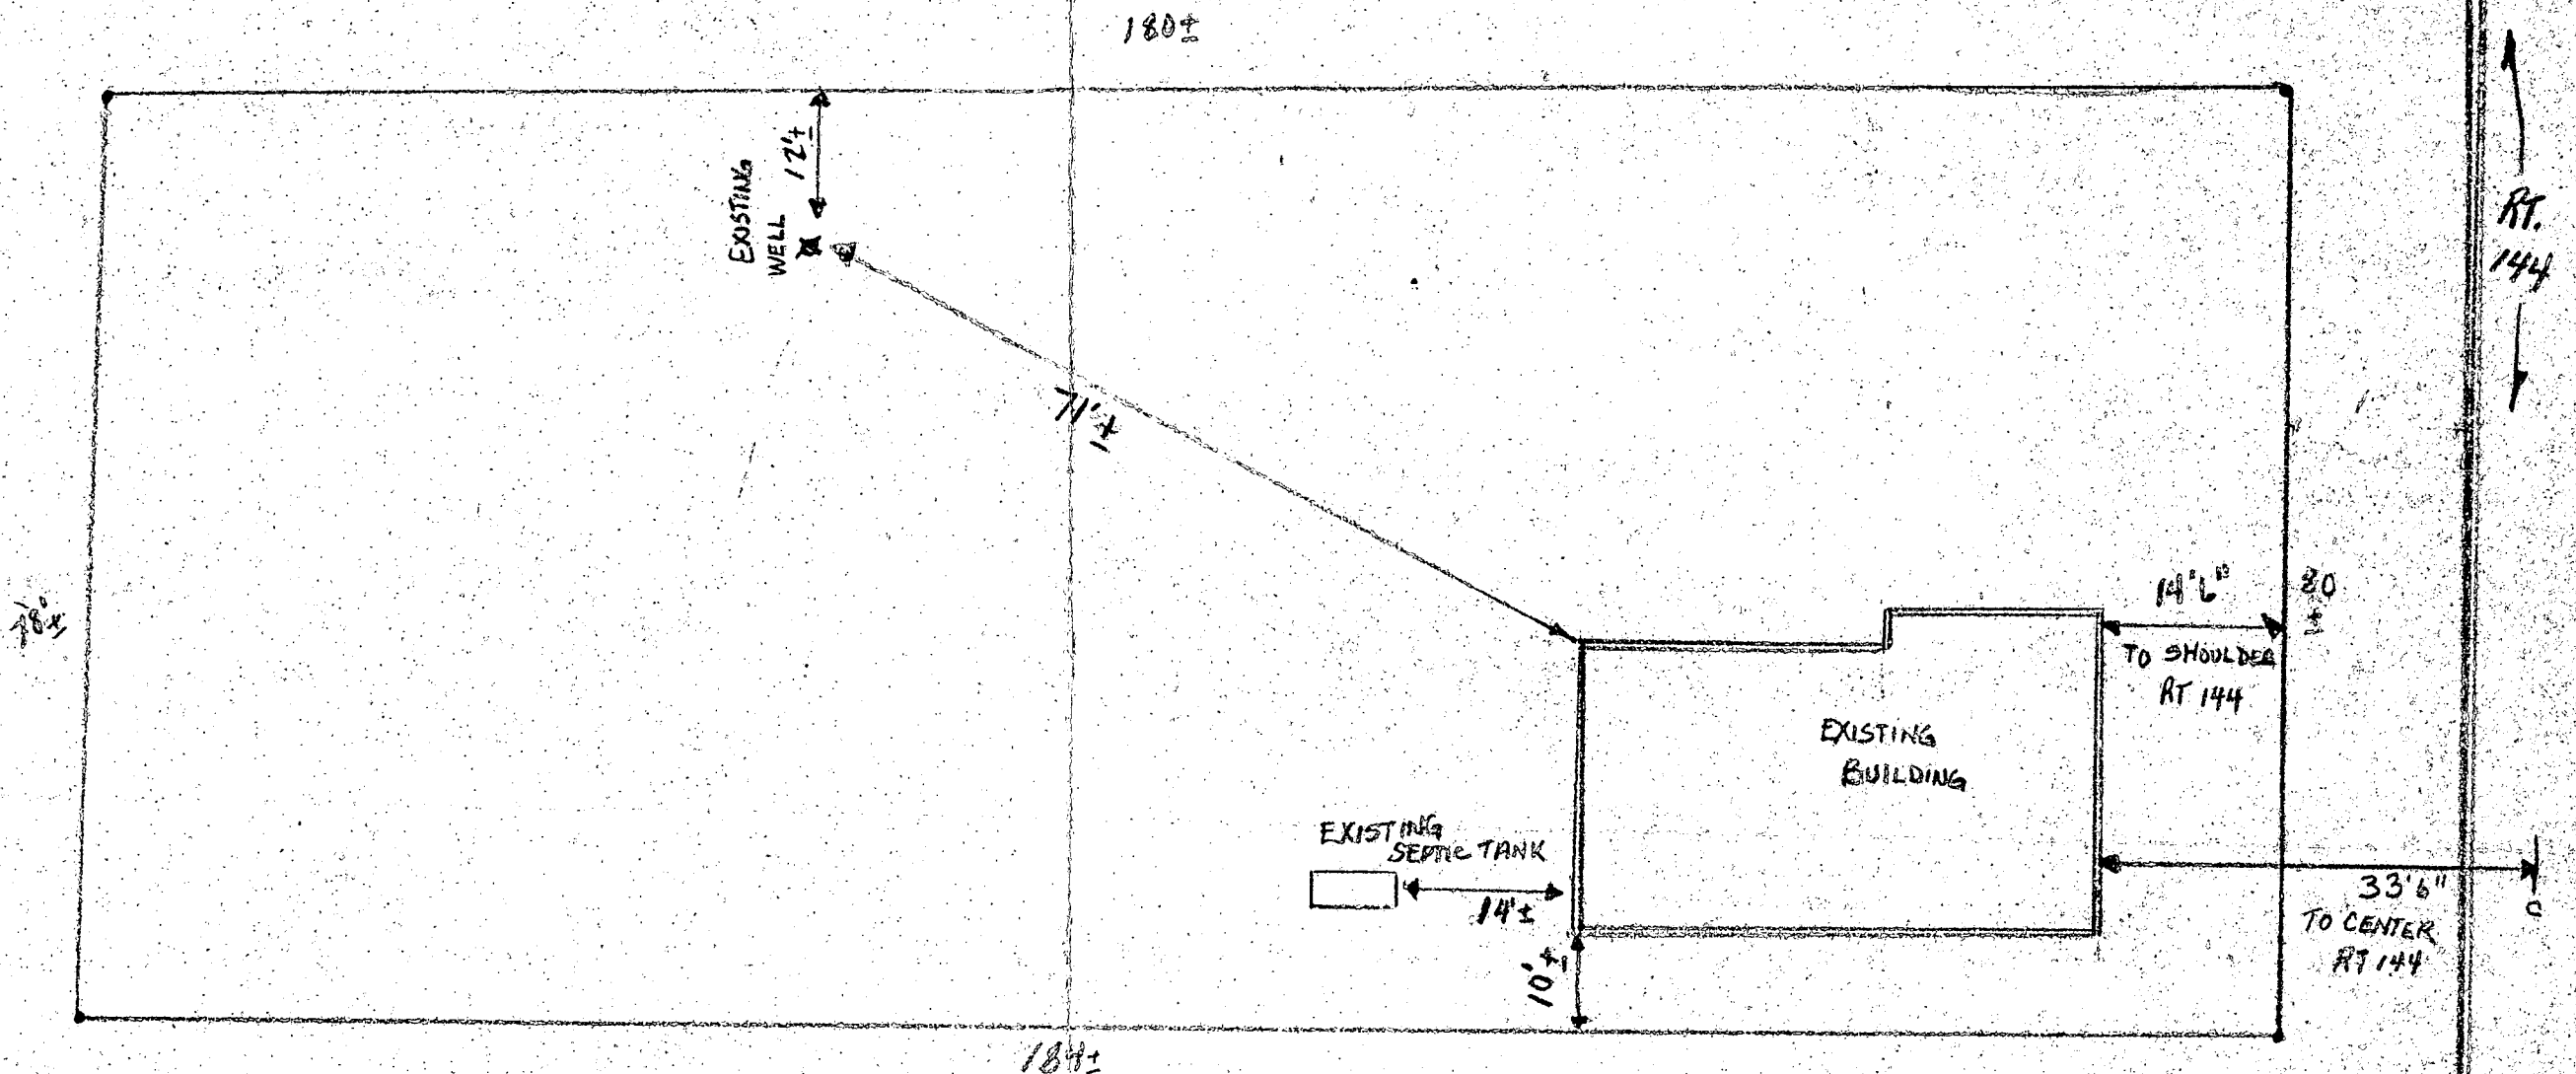 180±
RT.
144
12'±
EXISTING
WELL
71'±
14'6"
TO SHOULDER
RT 144
80
±
78'±
EXISTING
BUILDING
EXISTING
SEPTIC TANK
14'±
33'6"
TO CENTER
RT 144
C
10'±
184±